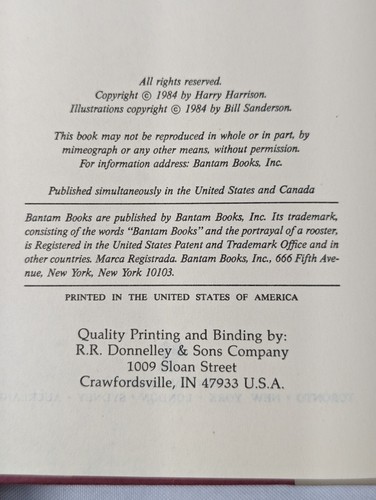 All rights reserved.
Copyright © 1984 by Harry Harrison.
Illustrations copyright © 1984 by Bill Sanderson.
This book may not be reproduced in whole or in part, by
mimeograph or any other means, without permission.
For information address: Bantam Books, Inc.
Published simultaneously in the United States and Canada
Bantam Books are published by Bantam Books, Inc. Its trademark,
consisting of the words "Bantam Books" and the portrayal of a rooster,
is Registered in the United States Patent and Trademark Office and in
other countries. Marca Registrada. Bantam Books, Inc., 666 Fifth Ave-
nue, New York, New York 10103.
PRINTED IN THE UNITED STATES OF AMERICA
Quality Printing and Binding by:
R.R. Donnelley & Sons Company
1009 Sloan Street
Crawfordsville, IN 47933 U.S.A.
TORONTO • NEW YORK • LONDON • SYDNEY • AUCKLAND